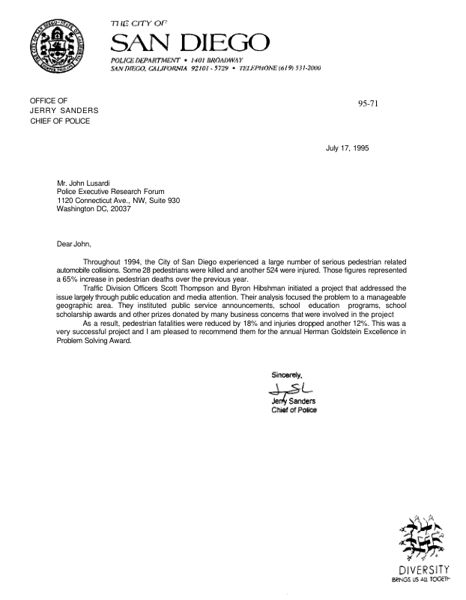 THE CITY OF
SAN DIEGO
POLICE DEPARTMENT • 1401 BROADWAY
SAN DIEGO, CALIFORNIA 92101 - 5729 • TELEPHONE (619) 531-2000
OFFICE OF
JERRY SANDERS
CHIEF OF POLICE
95-71
July 17, 1995
Mr. John Lusardi
Police Executive Research Forum
1120 Connecticut Ave., NW, Suite 930
Washington DC, 20037
Dear John,
Throughout 1994, the City of San Diego experienced a large number of serious pedestrian related
automobife collisions. Some 28 pedestrians were killed and another 524 were injured. Those figures represented
a 65% increase in pedestrian deaths over the previous year.
Traffic Division Officers Scott Thompson and Byron Hibshman initiated a project that addressed the
issue largely through public education and media attention. Their analysis focused the problem to a manageable
geographic area. They instituted public service announcements, school education programs, school
scholarship awards and other prizes donated by many business concerns that were involved in the project
As a result, pedestrian fatalities were reduced by 18% and injuries dropped another 12%. This was a
very successful project and I am pleased to recommend them for the annual Herman Goldstein Excellence in
Problem Solving Award.
Sincerely,
Jerry Sanders
Chief of Police
DIVERSITY
BRINGS US ALL TOGETH